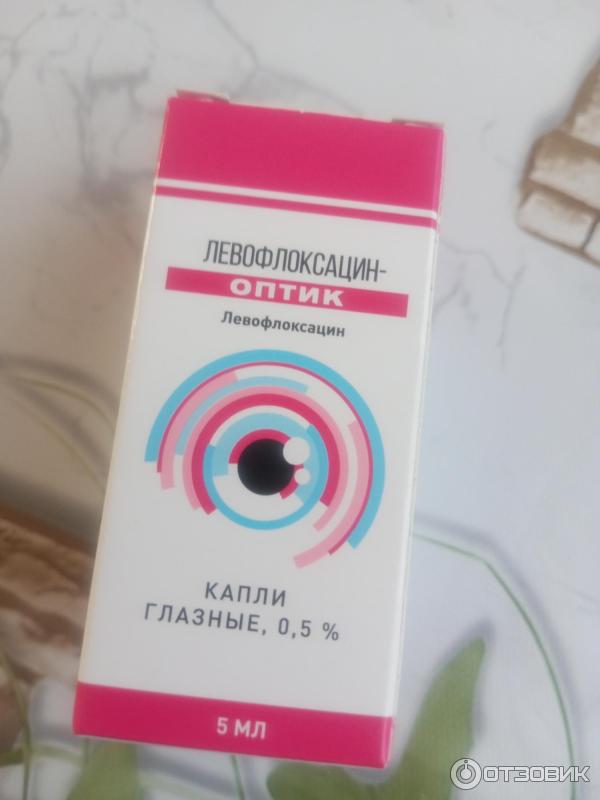 ЛЕВОФЛОКСАЦИН-
ОПТИК
Левофлоксацин
КАПЛИ
ГЛАЗНЫЕ, 0,5 %
5 МЛ
ОТЗОВИК